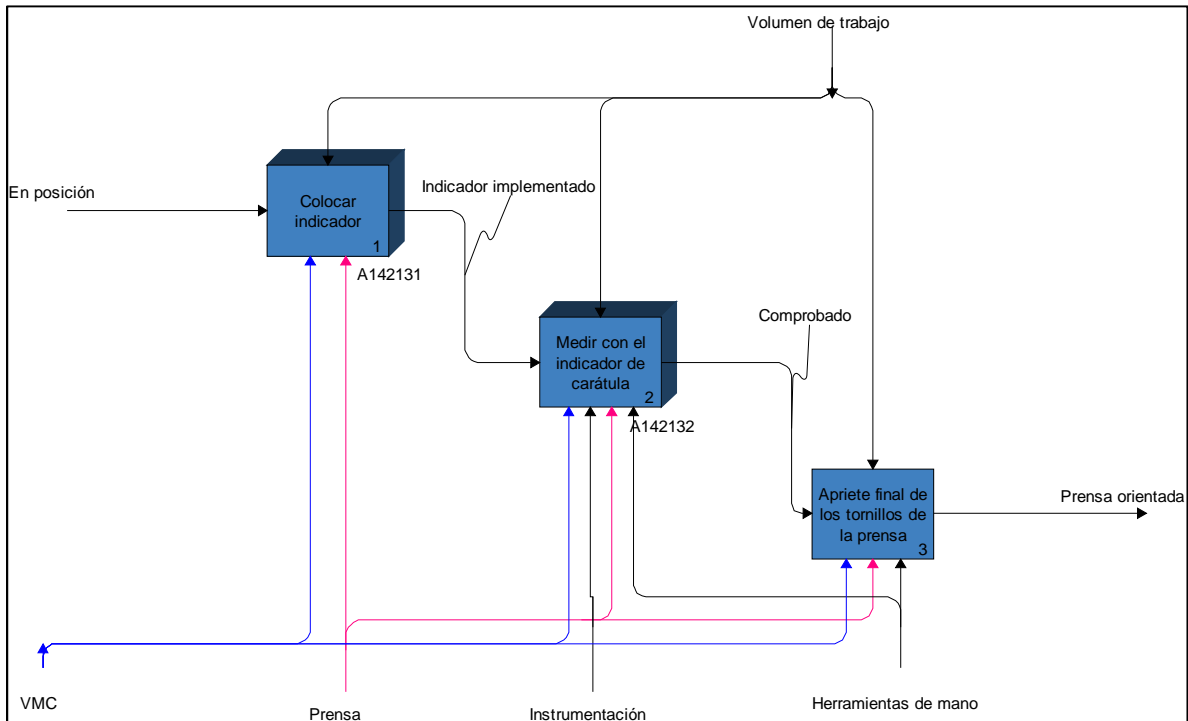 Volumen de trabajo
En posición
Colocar
indicador
1
A142131
Indicador implementado
Medir con el
indicador de
carátula
2
A142132
Comprobado
Apriete final de
los tornillos de
la prensa
3
Prensa orientada
VMC
Prensa
Instrumentación
Herramientas de mano